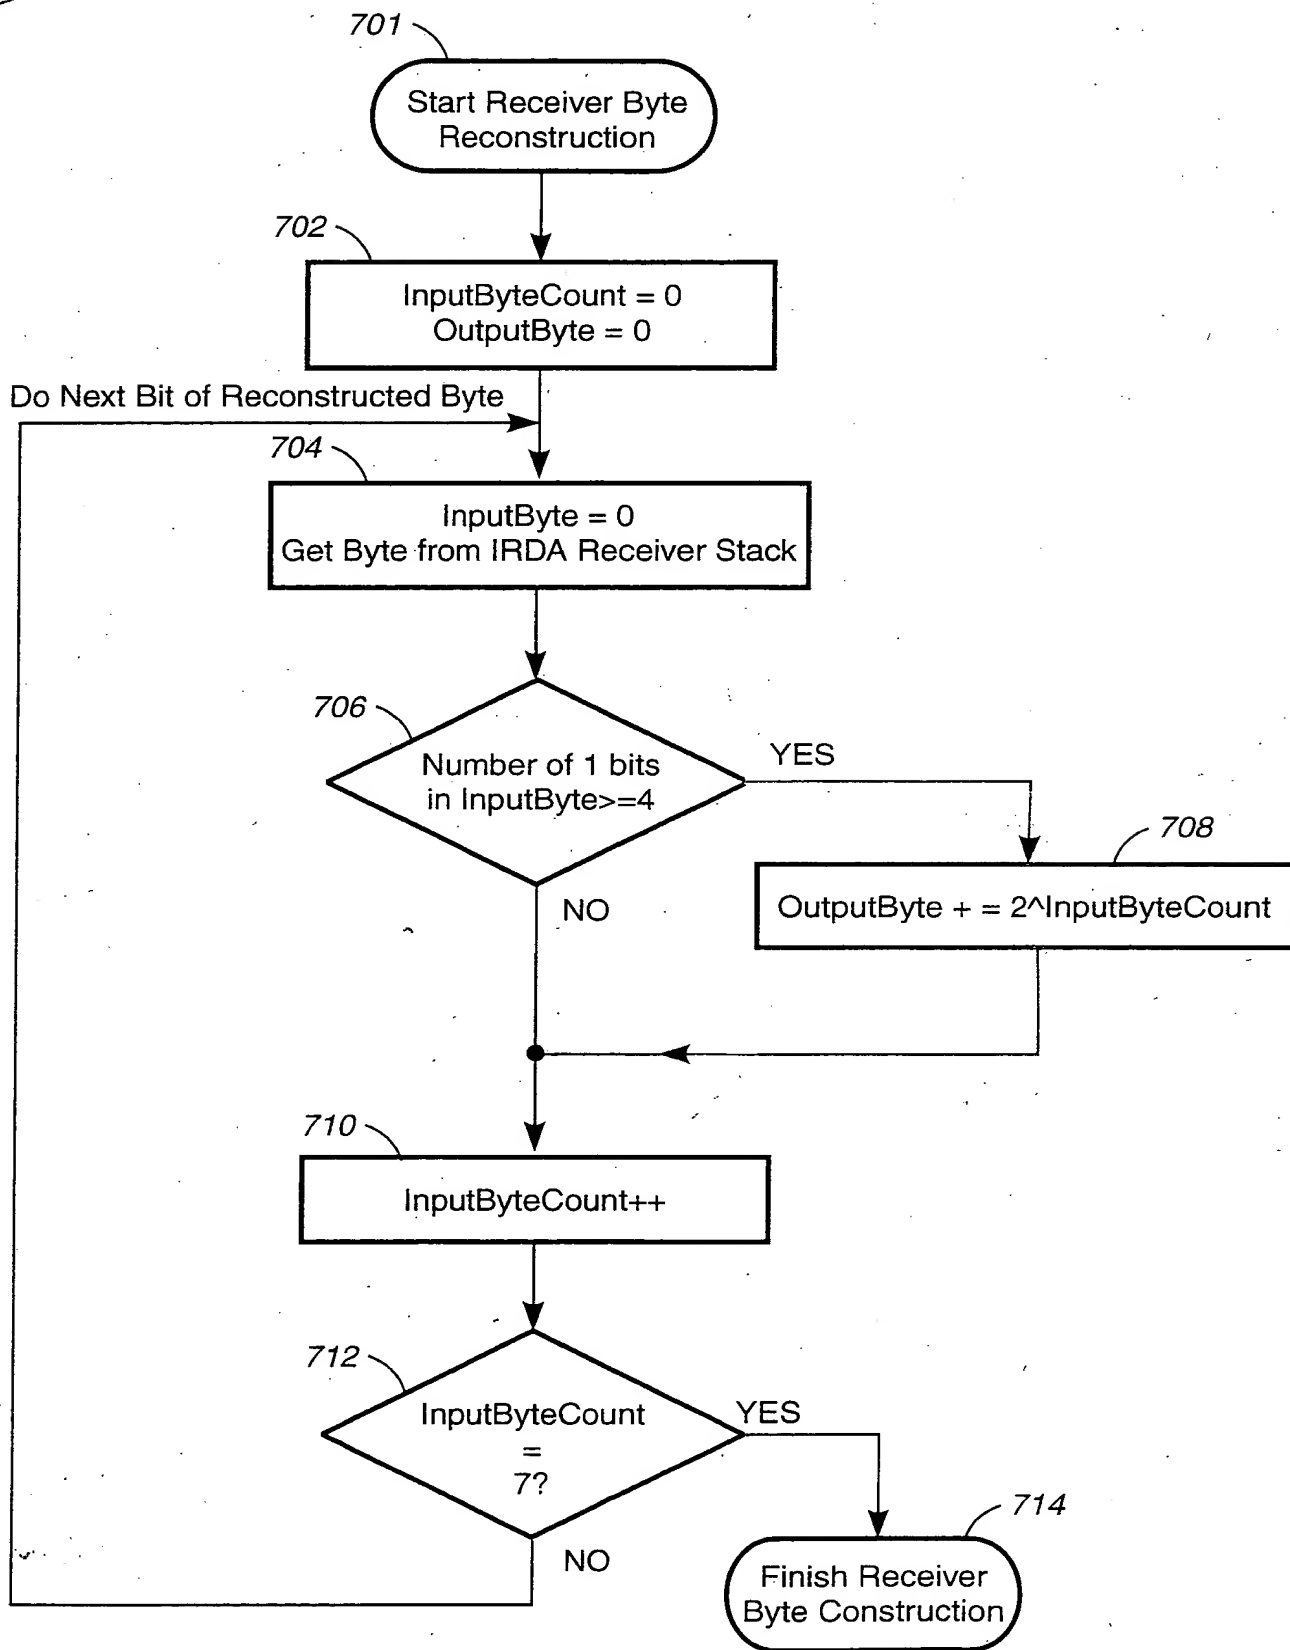 701
Start Receiver Byte
Reconstruction
702
InputByteCount = 0
OutputByte = 0
Do Next Bit of Reconstructed Byte
704
InputByte = 0
Get Byte from IRDA Receiver Stack
706
Number of 1 bits
in InputByte>=4
YES
708
OutputByte + = 2^InputByteCount
NO
710
InputByteCount++
712
InputByteCount
=
7?
YES
714
NO
Finish Receiver
Byte Construction